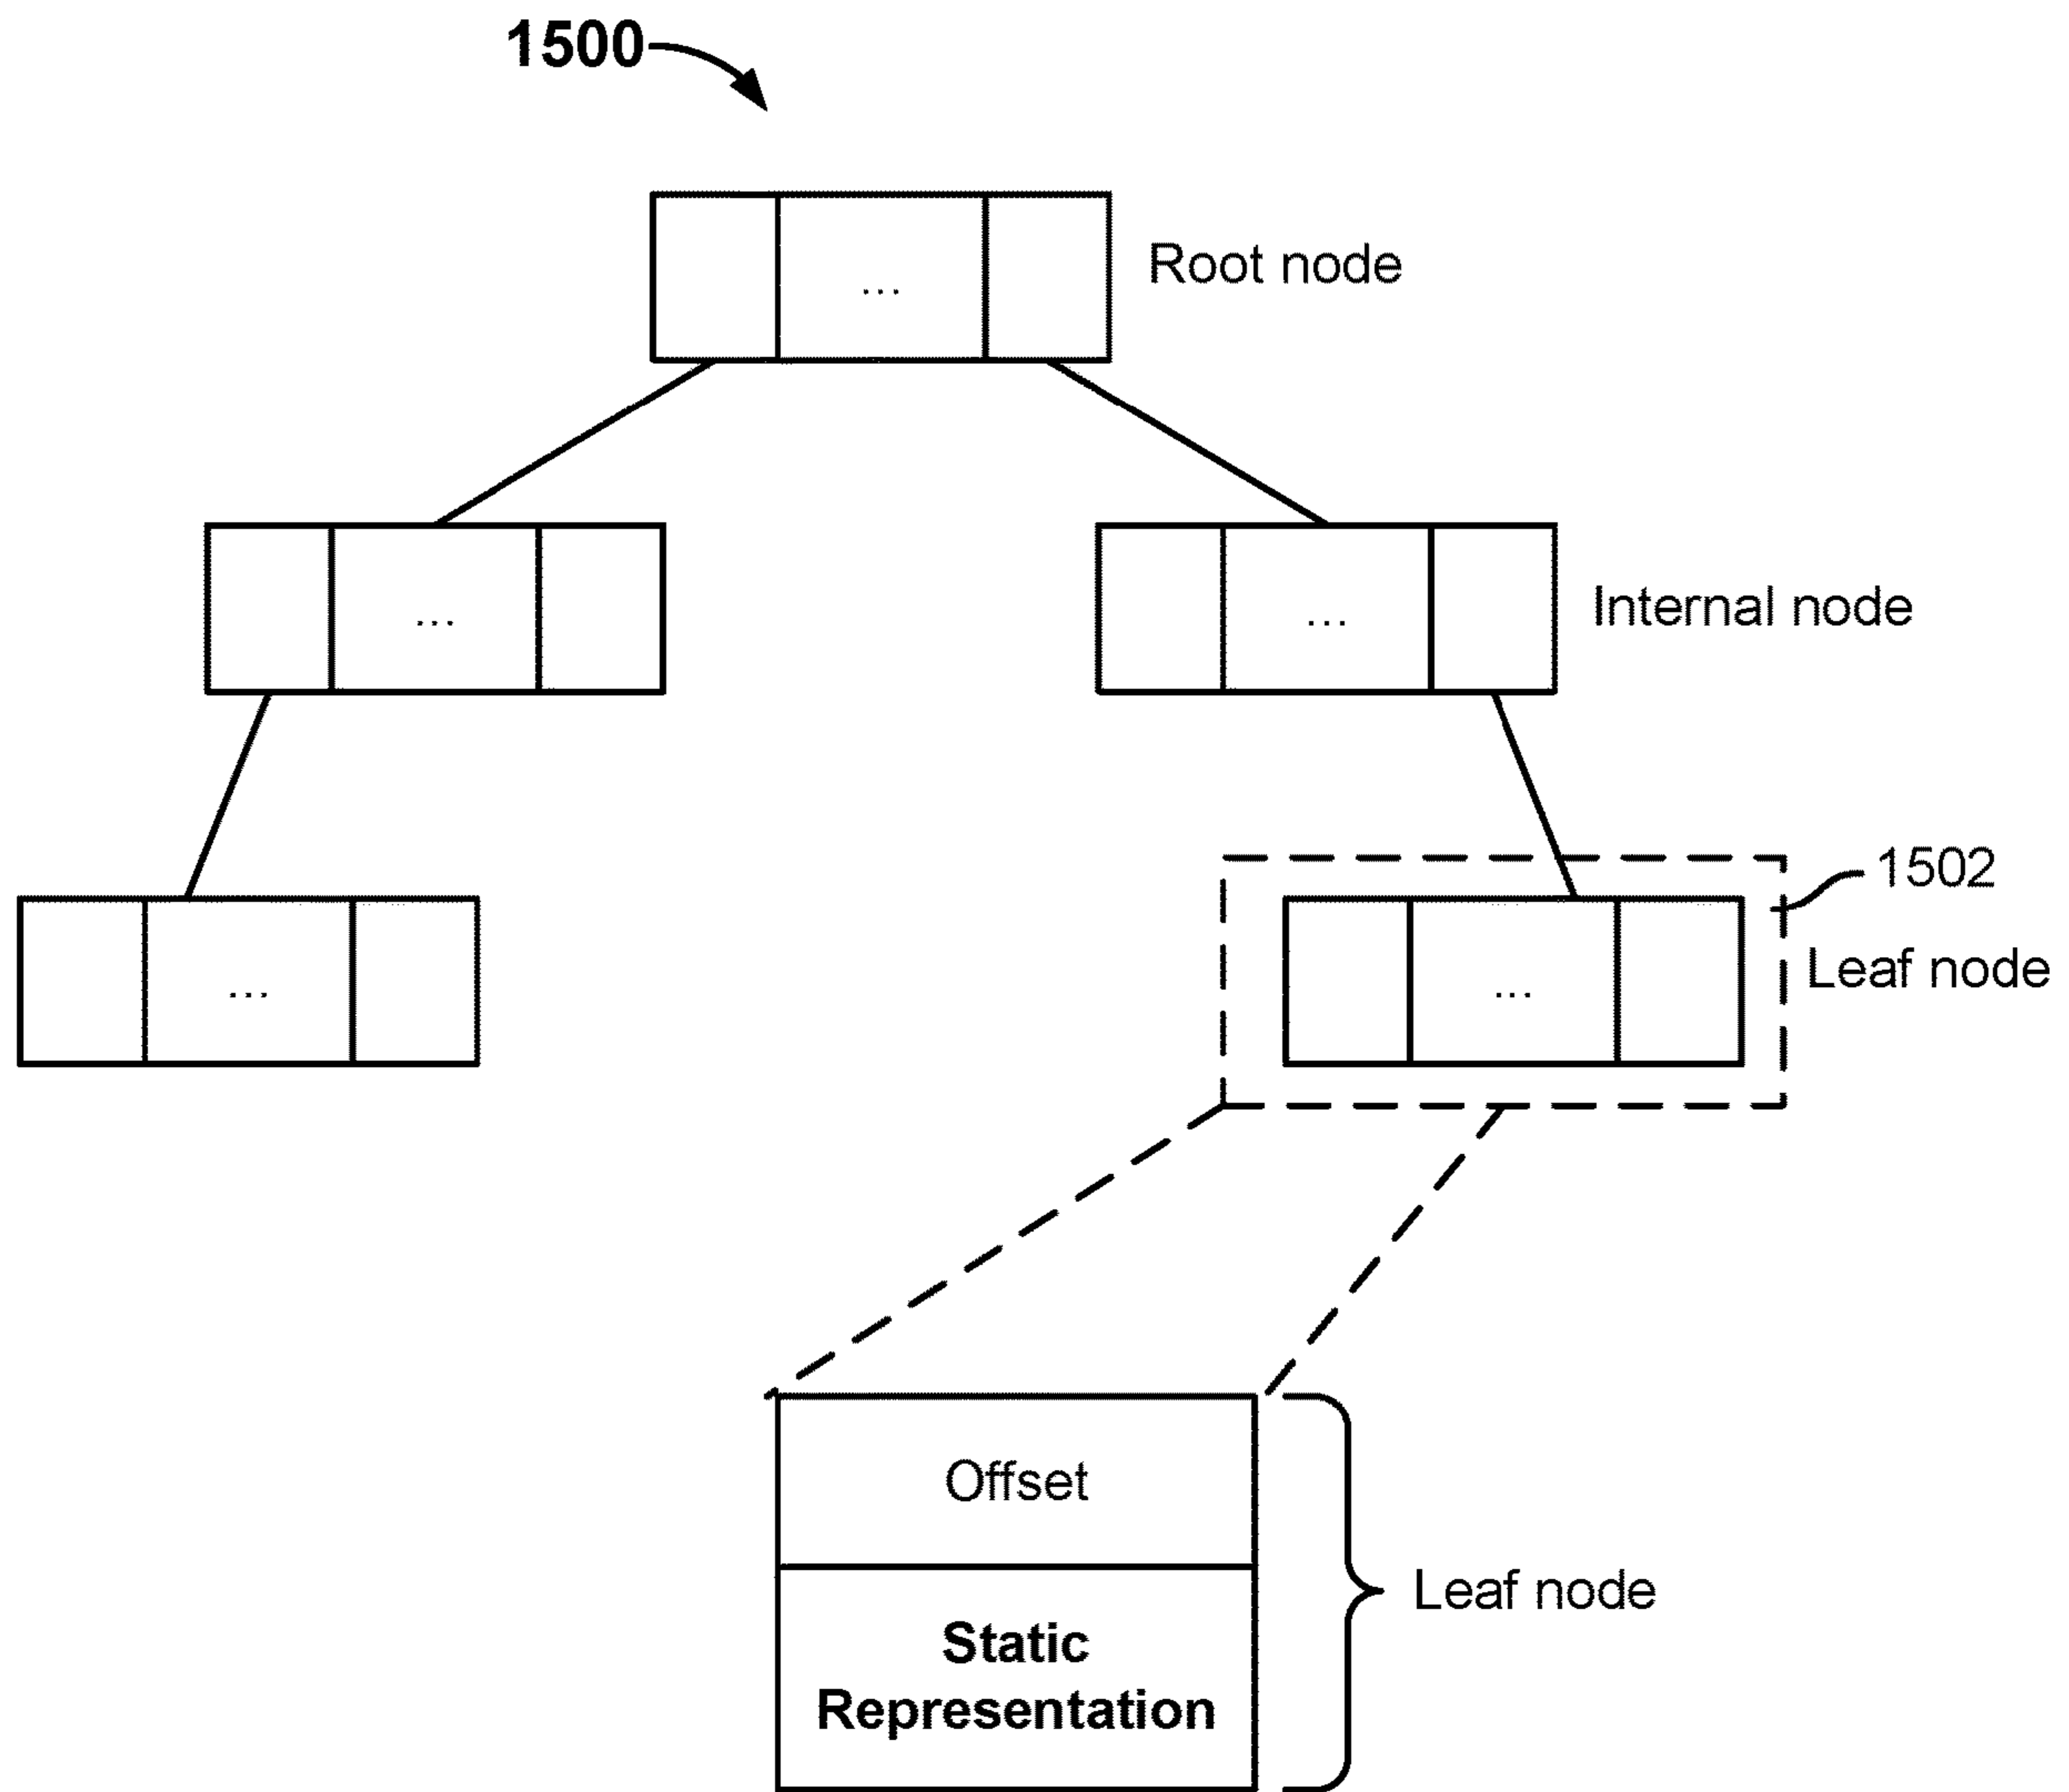 1500
...
Root node
...
...
Internal node
1502
...
...
Leaf node
Offset
Static
Representation
Leaf node